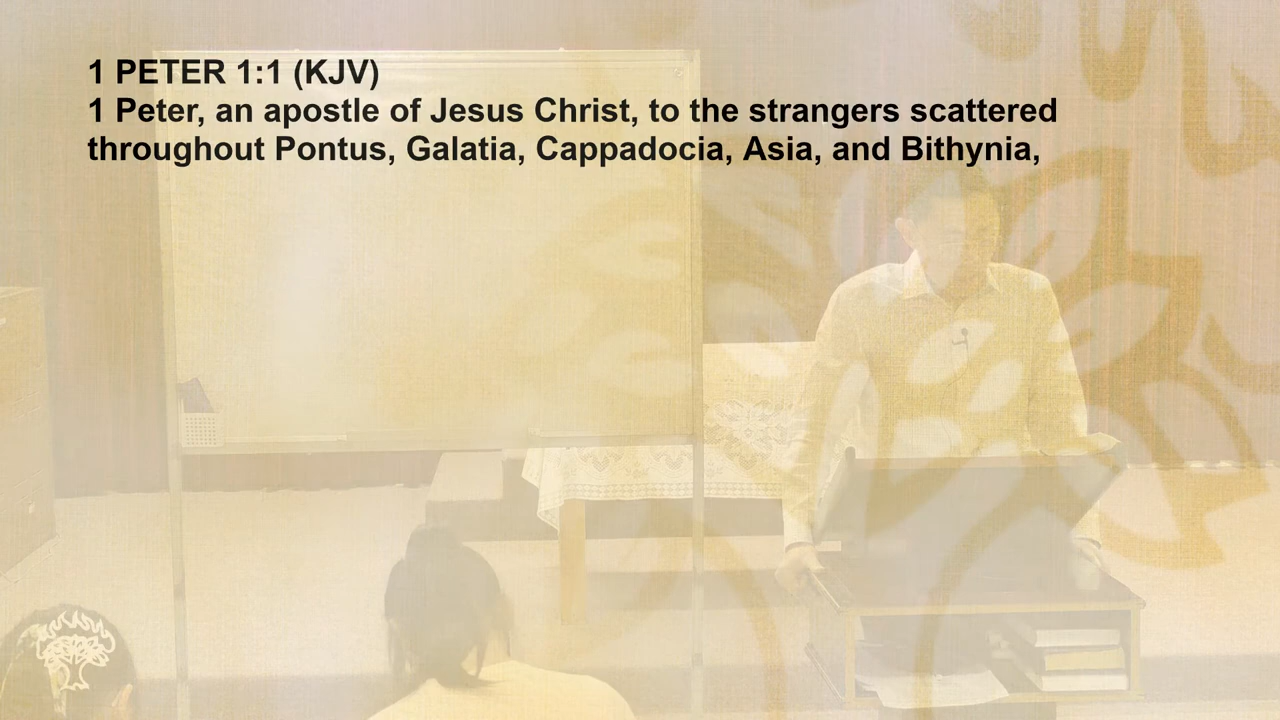 1 PETER 1:1 (KJV)
1 Peter, an apostle of Jesus Christ, to the strangers scattered
throughout Pontus, Galatia, Cappadocia, Asia, and Bithynia,